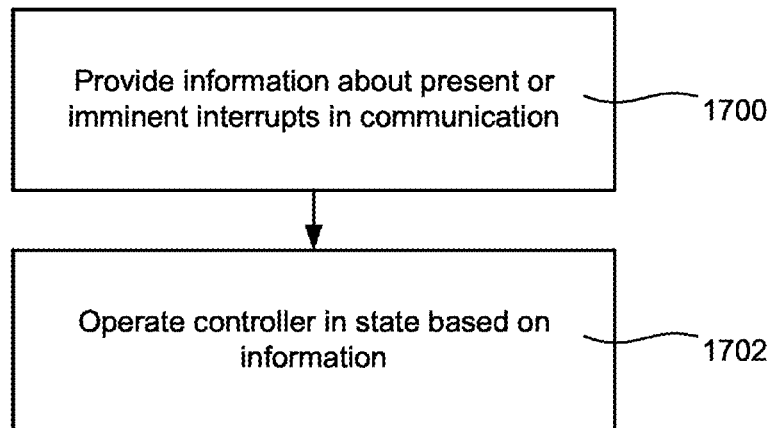 Provide information about present or
imminent interrupts in communication
1700
Operate controller in state based on
information
1702